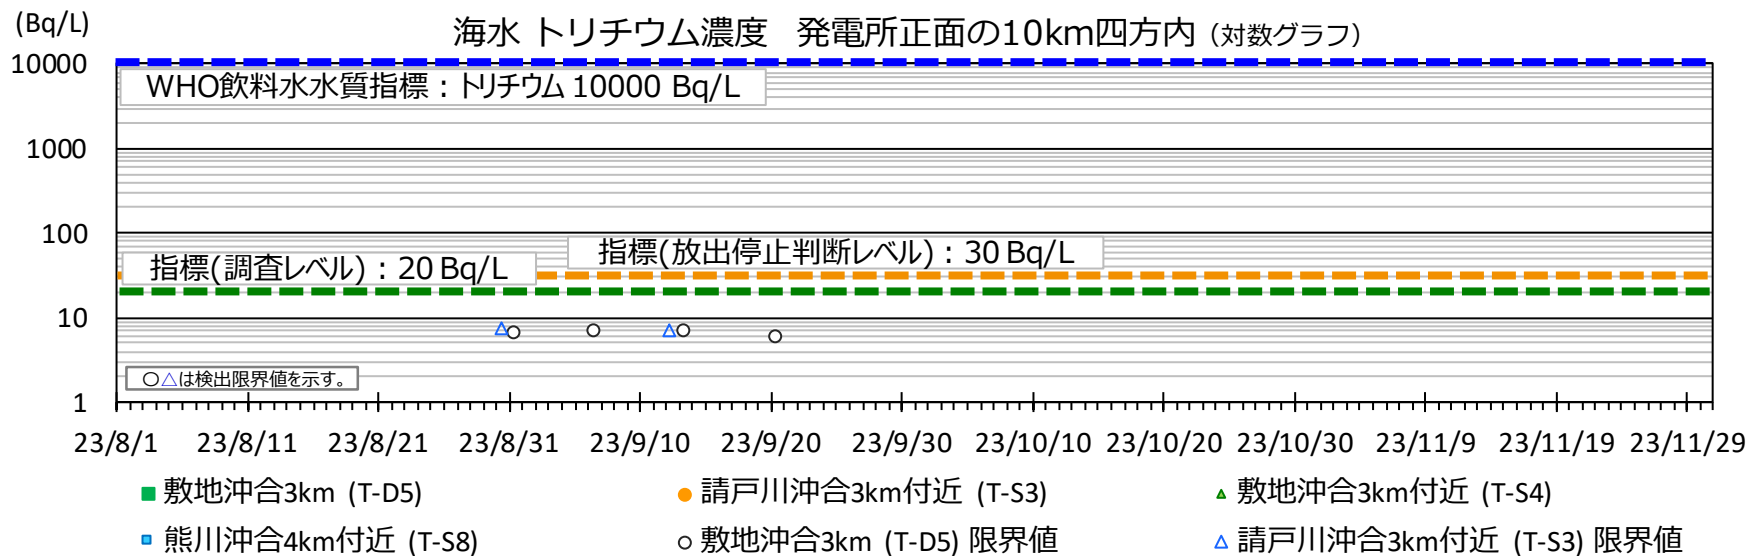 (Bq/L)
海水 トリチウム濃度 発電所正面の10km四方内 (対数グラフ)
10000
WHO飲料水水質指標：トリチウム 10000 Bq/L
1000
100
指標(放出停止判断レベル)：30 Bq/L
指標(調査レベル)：20 Bq/L
10
○△は検出限界値を示す。
1
23/8/1 23/8/11 23/8/21 23/8/31 23/9/10 23/9/20 23/9/30 23/10/10 23/10/20 23/10/30 23/11/9 23/11/19 23/11/29
敷地沖合3km (T-D5) 請戸川沖合3km付近 (T-S3) 敷地沖合3km付近 (T-S4)
熊川沖合4km付近 (T-S8) 敷地沖合3km (T-D5) 限界値 請戸川沖合3km付近 (T-S3) 限界値